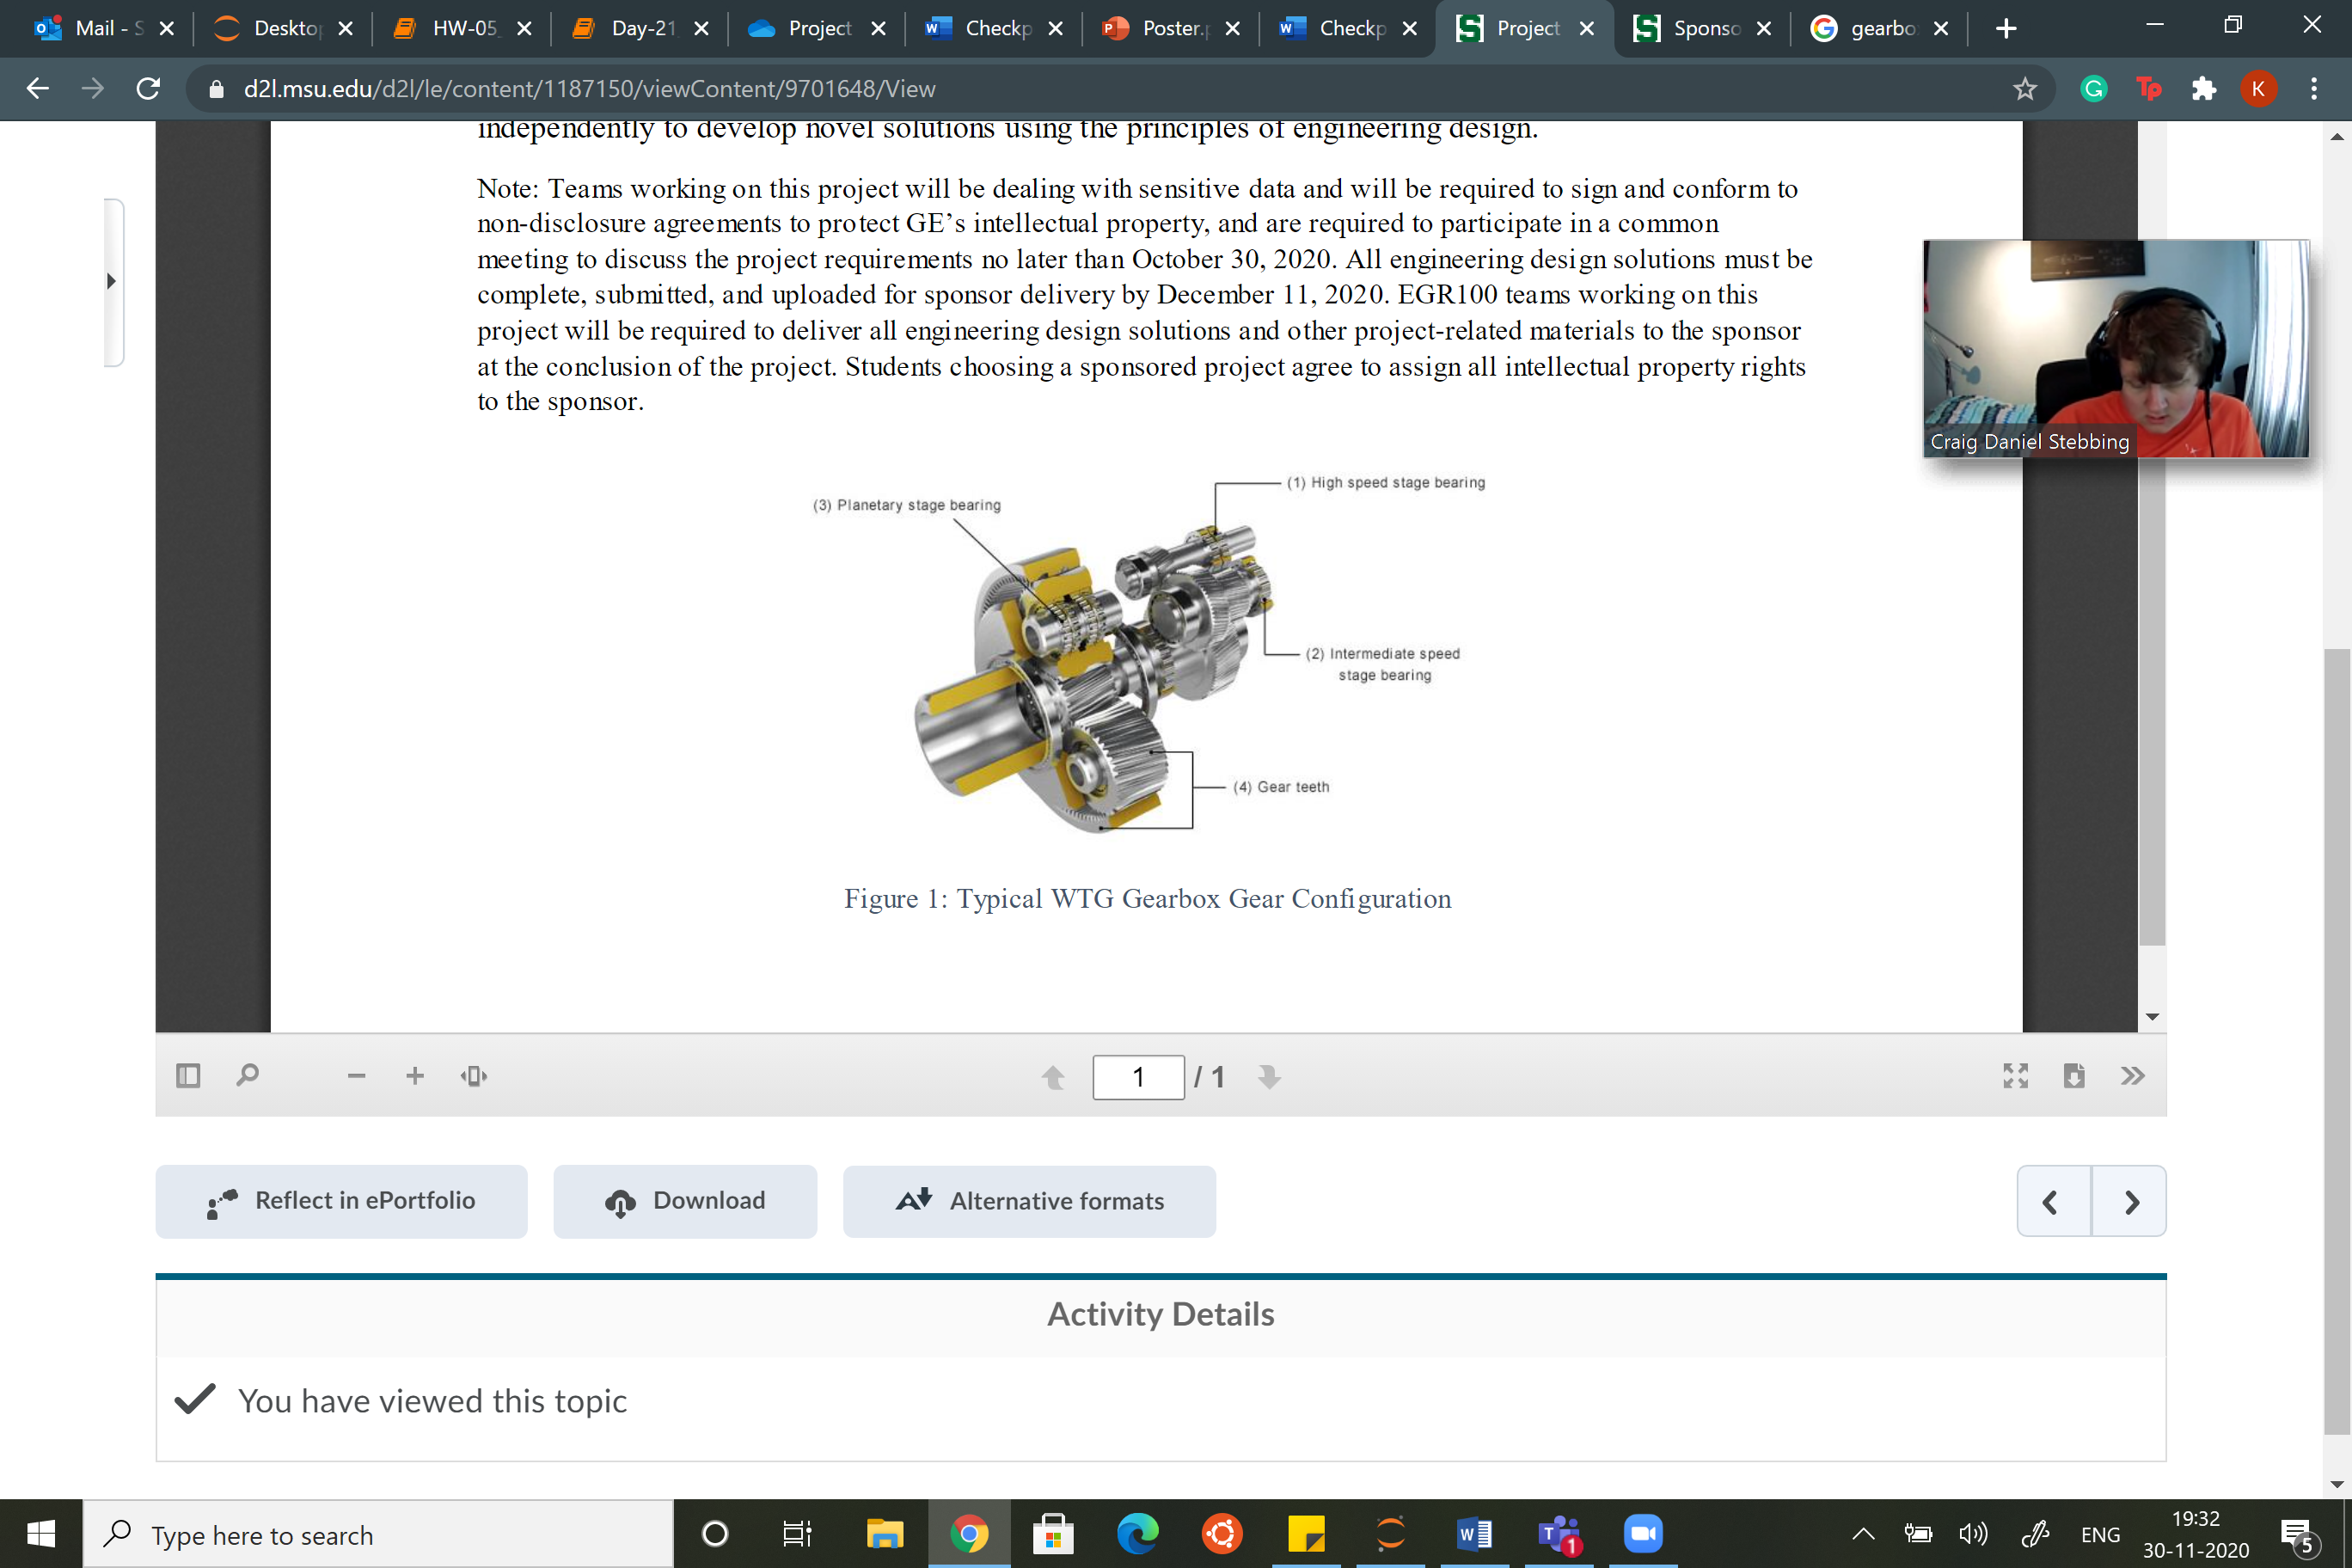 Mail - S
Deskto
HW-05_
Day-21
Project
Checkp
Poster.p
Checkp
Project
Sponso
gearbo
d2l.msu.edu/d2l/le/content/1187150/viewContent/9701648/View
K
independently to develop novel solutions using the principles of engineering design.
Note: Teams working on this project will be dealing with sensitive data and will be required to sign and conform to
non-disclosure agreements to protect GE’s intellectual property, and are required to participate in a common
meeting to discuss the project requirements no later than October 30, 2020. All engineering design solutions must be
complete, submitted, and uploaded for sponsor delivery by December 11, 2020. EGR100 teams working on this
project will be required to deliver all engineering design solutions and other project-related materials to the sponsor
at the conclusion of the project. Students choosing a sponsored project agree to assign all intellectual property rights
to the sponsor.
Craig Daniel Stebbing
(1) High speed stage bearing
(3) Planetary stage bearing
(2) Intermediate speed
stage bearing
(4) Gear teeth
Figure 1: Typical WTG Gearbox Gear Configuration
1 / 1
Reflect in ePortfolio
Download
Alternative formats
Activity Details
You have viewed this topic
Type here to search
1
ENG
19:32
30-11-2020
5